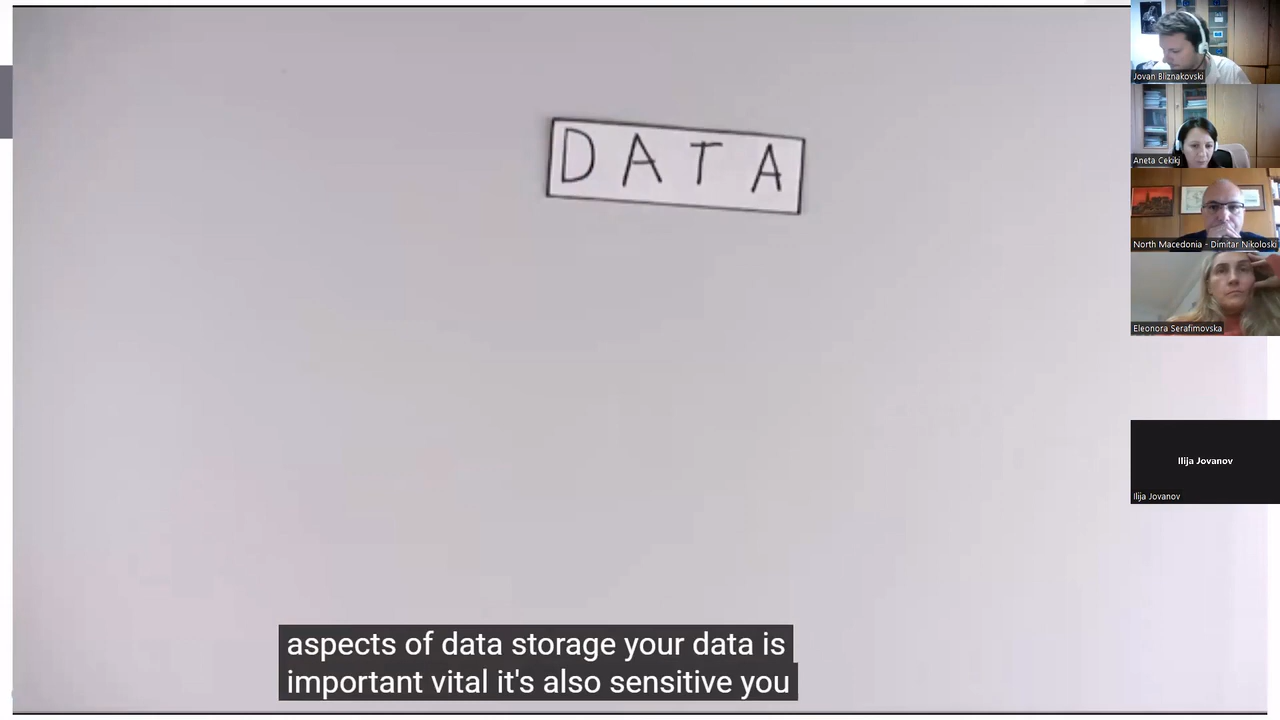 DATA
aspects of data storage your data is
important vital it's also sensitive you
Jovan Bliznakovski
Aneta Cekikj
North Macedonia - Dimitar Nikoloski
Eleonora Serafimovska
Ilija Jovanov
Ilija Jovanov